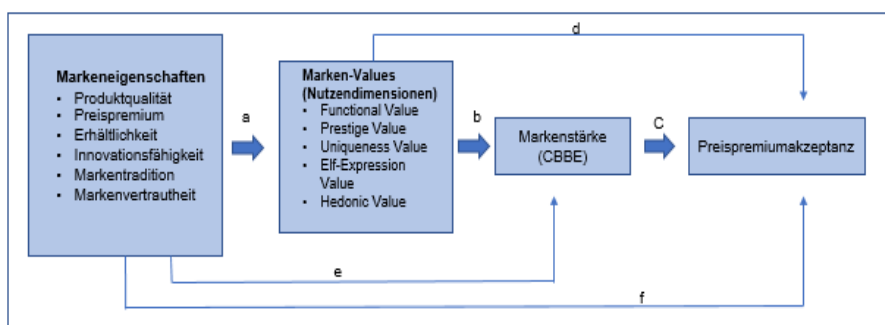 d
Markeneigenschaften
• Produktqualität
• Preispremium
• Erhältlichkeit
• Innovationsfähigkeit
• Markentradition
• Markenvertrautheit
a
Marken-Values
(Nutzendimensionen)
• Functional Value
• Prestige Value
• Uniqueness Value
• Elf-Expression
Value
• Hedonic Value
b
Markenstärke
(CBBE)
C
Preispremiumakzeptanz
e
f